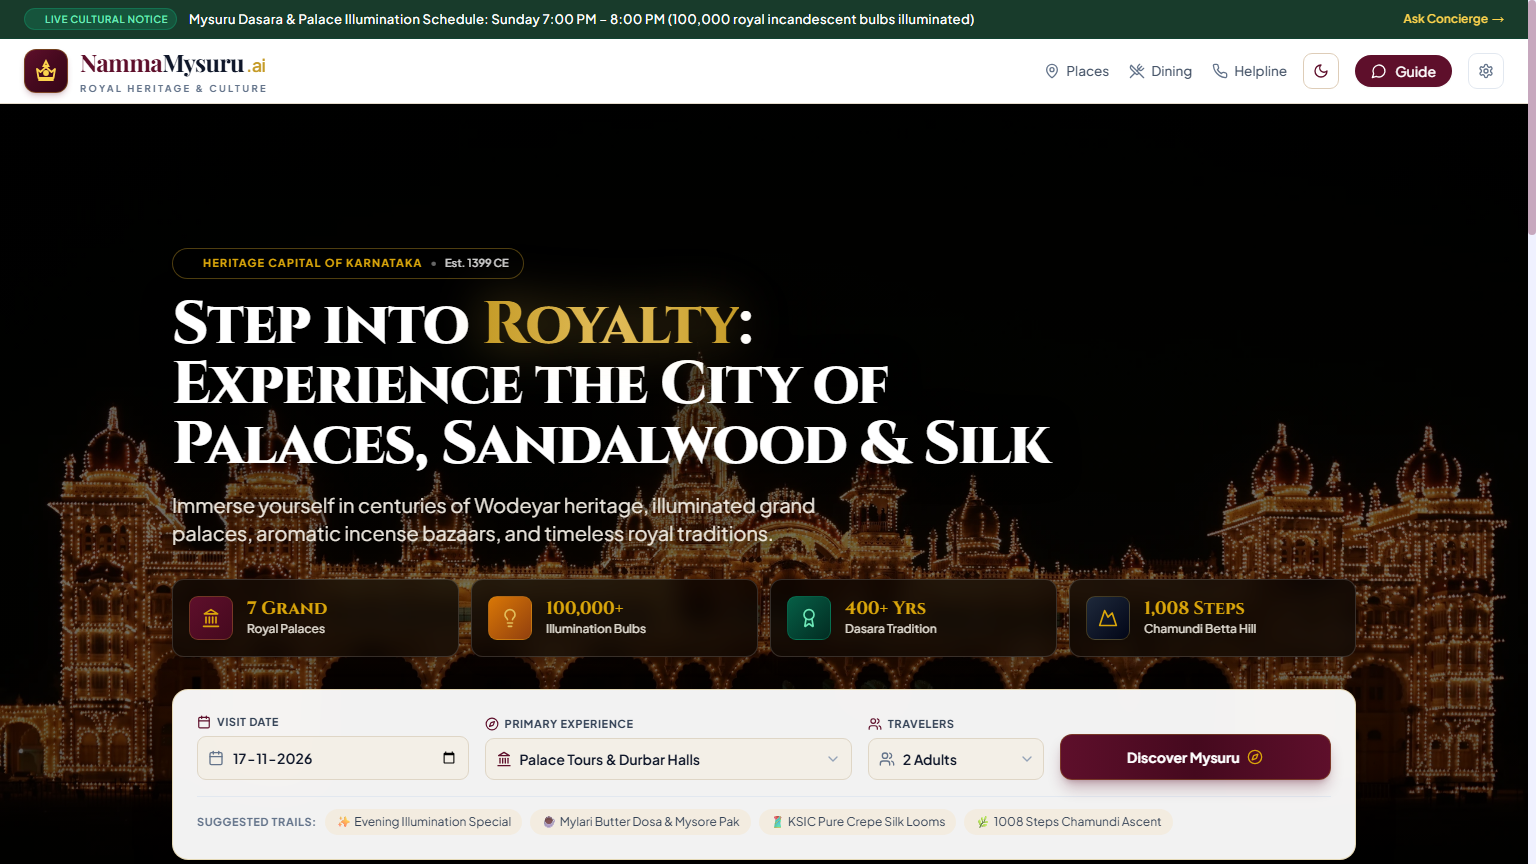 LIVE CULTURAL NOTICE
Mysuru Dasara & Palace Illumination Schedule: Sunday 7:00 PM – 8:00 PM (100,000 royal incandescent bulbs illuminated)
Ask Concierge →
NammaMysuru.ai
ROYAL HERITAGE & CULTURE
Places
Dining
Helpline
Guide
HERITAGE CAPITAL OF KARNATAKA • Est. 1399 CE
Step into Royalty:
Experience the City of
Palaces, Sandalwood & Silk
Immerse yourself in centuries of Wodeyar heritage, illuminated grand
palaces, aromatic incense bazaars, and timeless royal traditions.
7 Grand
Royal Palaces
100,000+
Illumination Bulbs
400+ Yrs
Dasara Tradition
1,008 Steps
Chamundi Betta Hill
VISIT DATE
17-11-2026
PRIMARY EXPERIENCE
Palace Tours & Durbar Halls
TRAVELERS
2 Adults
Discover Mysuru
SUGGESTED TRAILS:
Evening Illumination Special
Mylari Butter Dosa & Mysore Pak
KSIC Pure Crepe Silk Looms
1008 Steps Chamundi Ascent